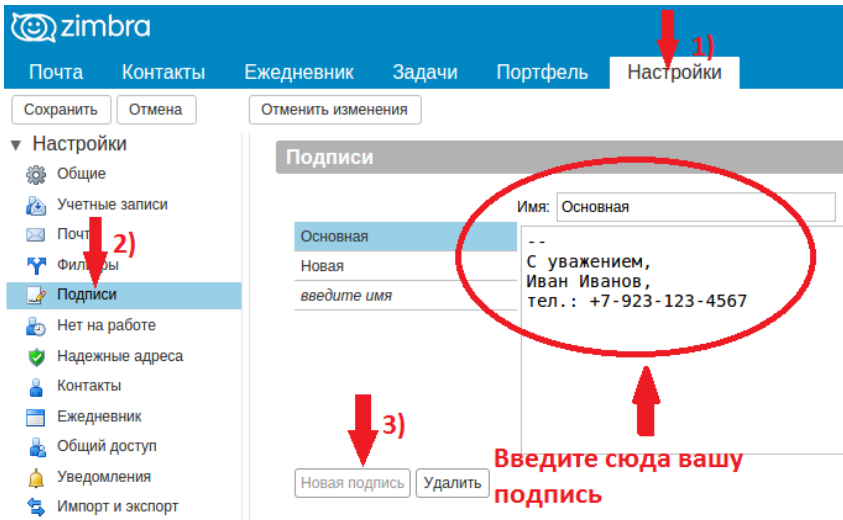 zimbra
1)
Почта Контакты Ежедневник Задачи Портфель Настройки
Сохранить Отмена Отменить изменения
Настройки
Общие
Учетные записи
Почта
2)
Фильтры
Подписи
Нет на работе
Надежные адреса
Контакты
Ежедневник
Общий доступ
Уведомления
Импорт и экспорт
Подписи
Имя: Основная
Основная
Новая
введите имя
--
С уважением,
Иван Иванов,
тел.: +7-923-123-4567
3)
Введите сюда вашу
подпись
Новая подпись Удалить